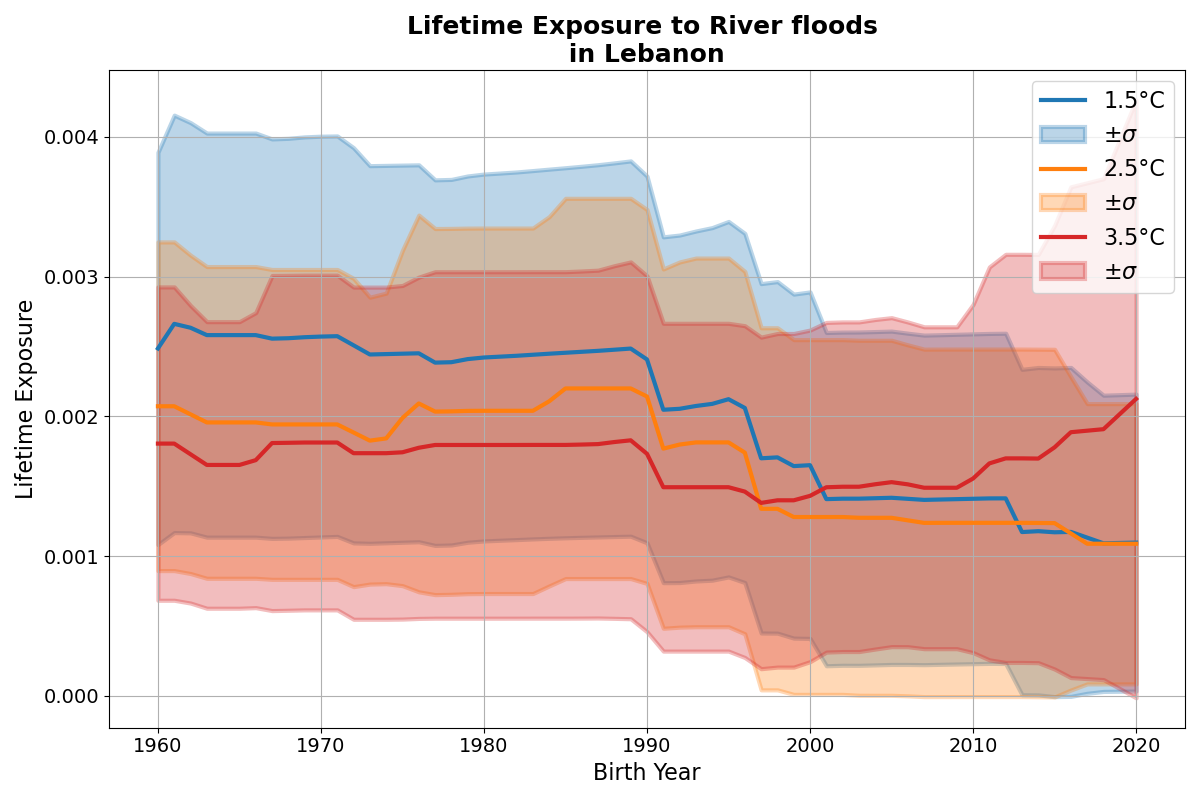 Lifetime Exposure to River floods
in Lebanon
Lifetime Exposure
0.004
0.003
0.002
0.001
0.000
1960
1970
1980
1990
2000
2010
2020
Birth Year
1.5°C
±σ
2.5°C
±σ
3.5°C
±σ